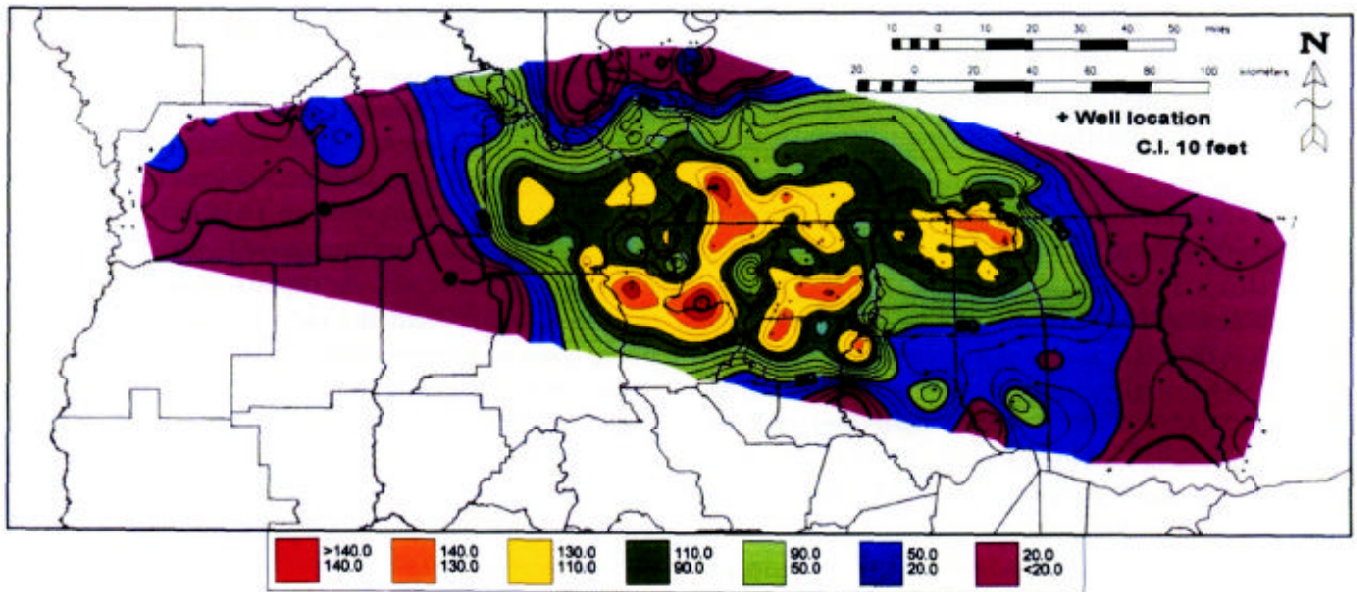 10 0 10 20 30 40 50 miles
N
20 0 20 40 60 80 100 kilometers
+ Well location
C.I. 10 feet
>140.0 140.0 130.0 110.0 90.0 50.0 20.0
140.0 130.0 110.0 90.0 50.0 20.0 <20.0